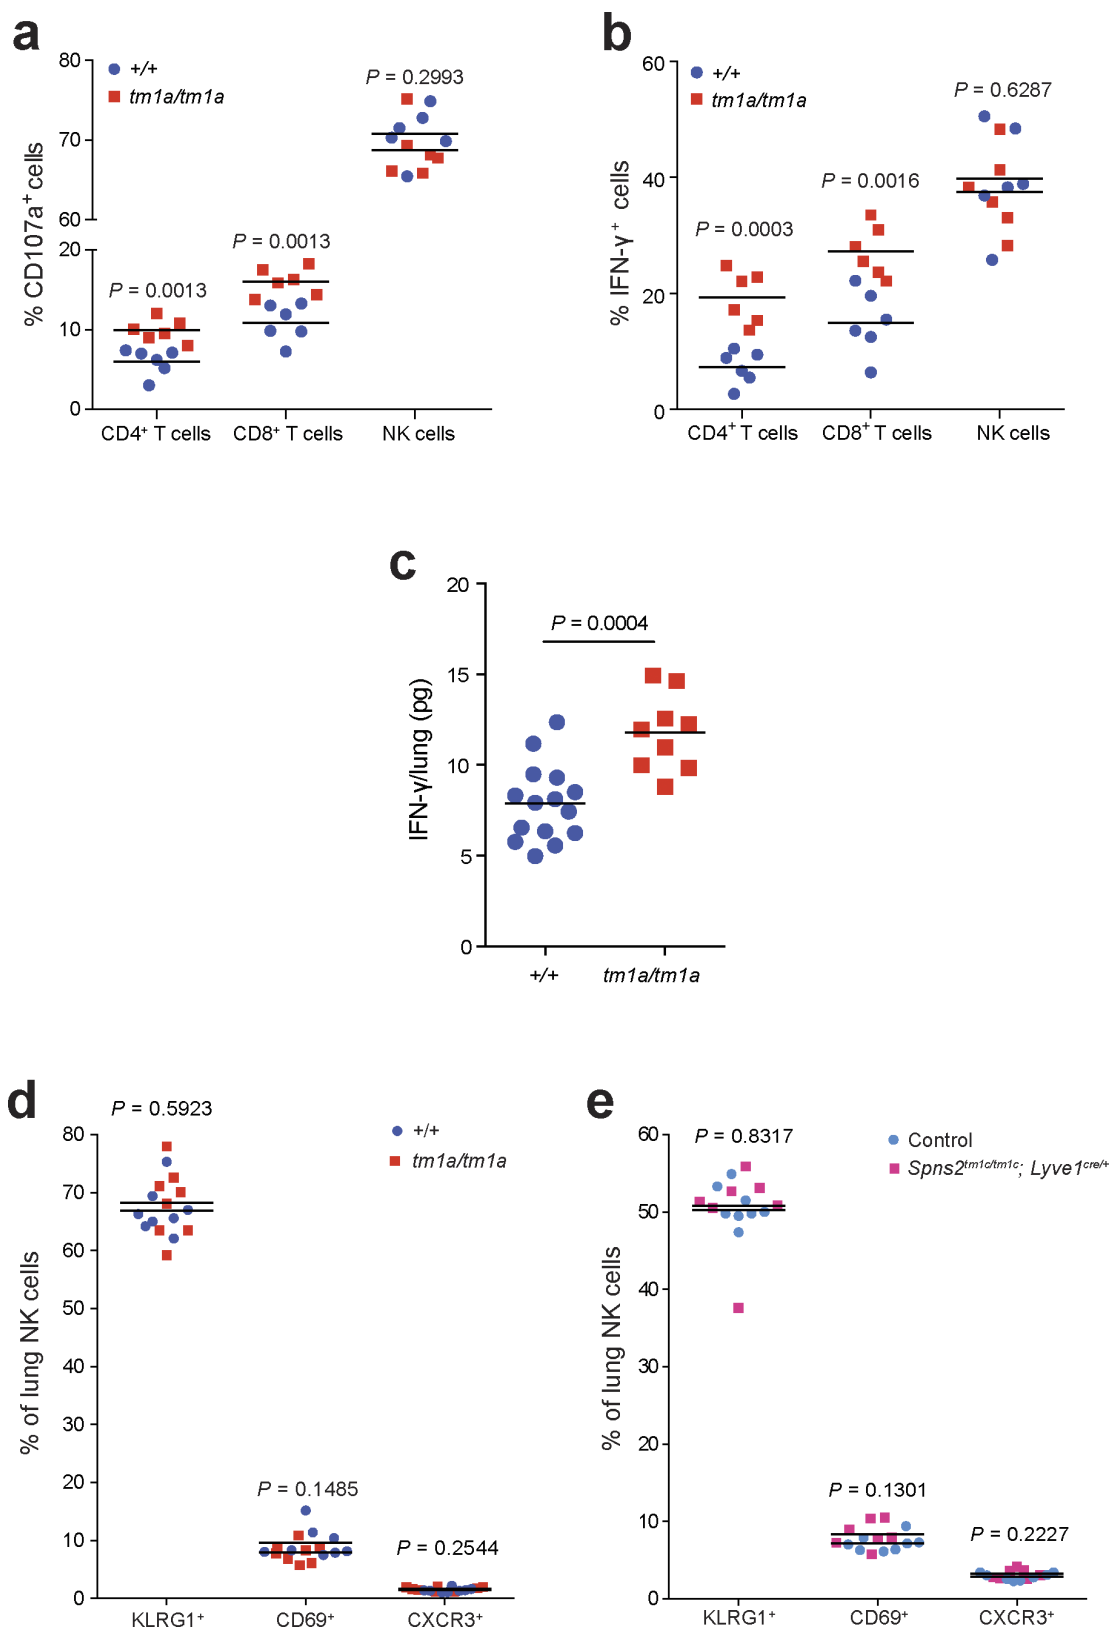 a
% CD107a+ cells
80
70
60
20
10
0
+/+
tm1a/tm1a
P = 0.0013
P = 0.0013
P = 0.2993
CD4+ T cells
CD8+ T cells
NK cells
b
% IFN-γ+ cells
60
40
20
0
+/+
tm1a/tm1a
P = 0.0003
P = 0.0016
P = 0.6287
CD4+ T cells
CD8+ T cells
NK cells
c
IFN-γ/lung (pg)
20
15
10
5
0
P = 0.0004
+/+
tm1a/tm1a
d
% of lung NK cells
80
70
60
50
40
30
20
10
0
P = 0.5923
+/+
tm1a/tm1a
P = 0.1485
P = 0.2544
KLRG1+
CD69+
CXCR3+
e
% of lung NK cells
60
50
40
30
20
10
0
P = 0.8317
Control
Spns2tm1c/tm1c; Lyve1cre/+
P = 0.1301
P = 0.2227
KLRG1+
CD69+
CXCR3+